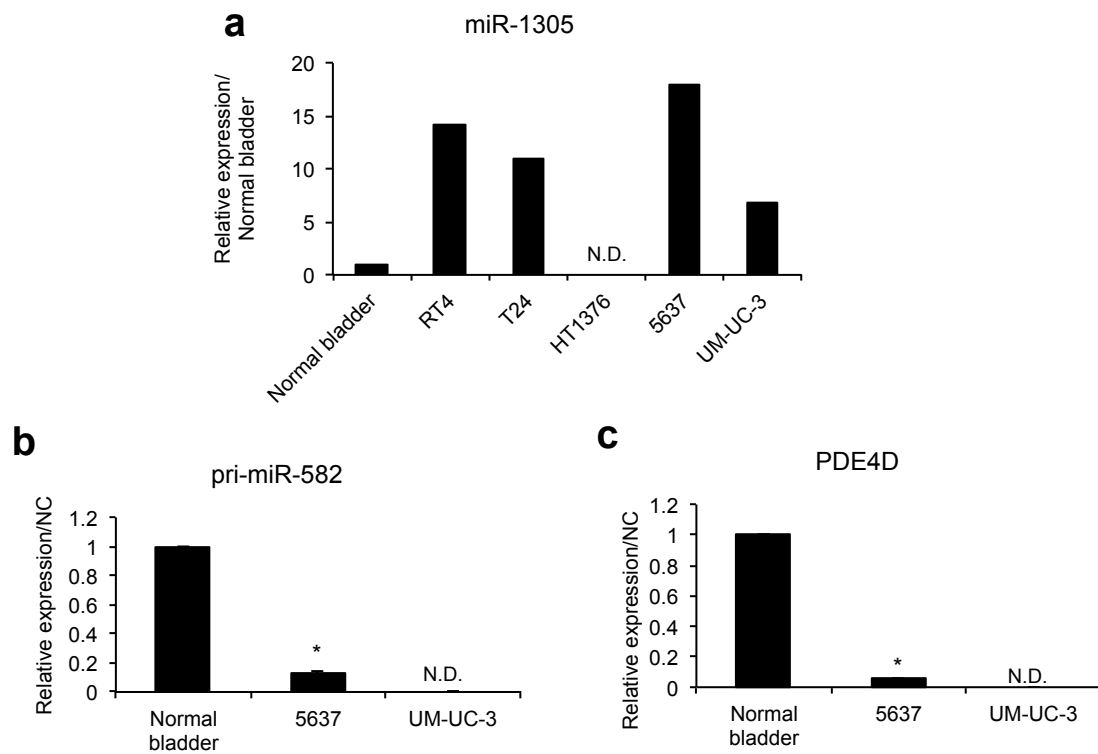 a
miR-1305
Relative expression/
Normal bladder
20
15
10
5
0
N.D.
Normal bladder
RT4
T24
HT1376
5637
UM-UC-3
b
pri-miR-582
Relative expression/NC
1.2
1
0.8
0.6
0.4
0.2
0
*
N.D.
Normal
bladder
5637
UM-UC-3
c
PDE4D
Relative expression/NC
1.2
1
0.8
0.6
0.4
0.2
0
*
N.D.
Normal
bladder
5637
UM-UC-3